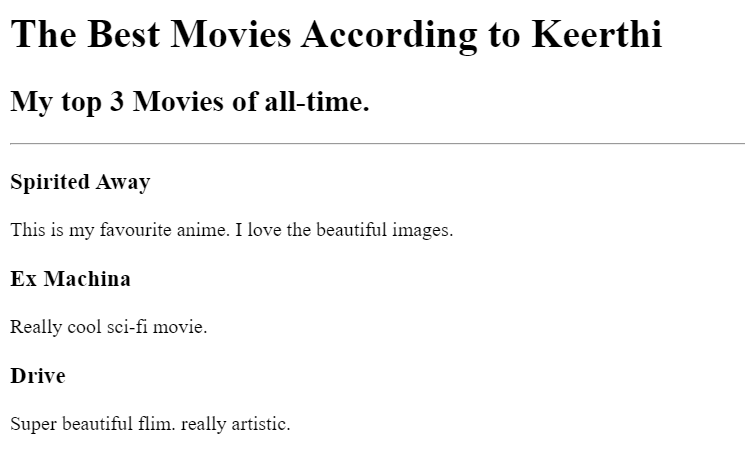 The Best Movies According to Keerthi
My top 3 Movies of all-time.
Spirited Away
This is my favourite anime. I love the beautiful images.
Ex Machina
Really cool sci-fi movie.
Drive
Super beautiful flim. really artistic.